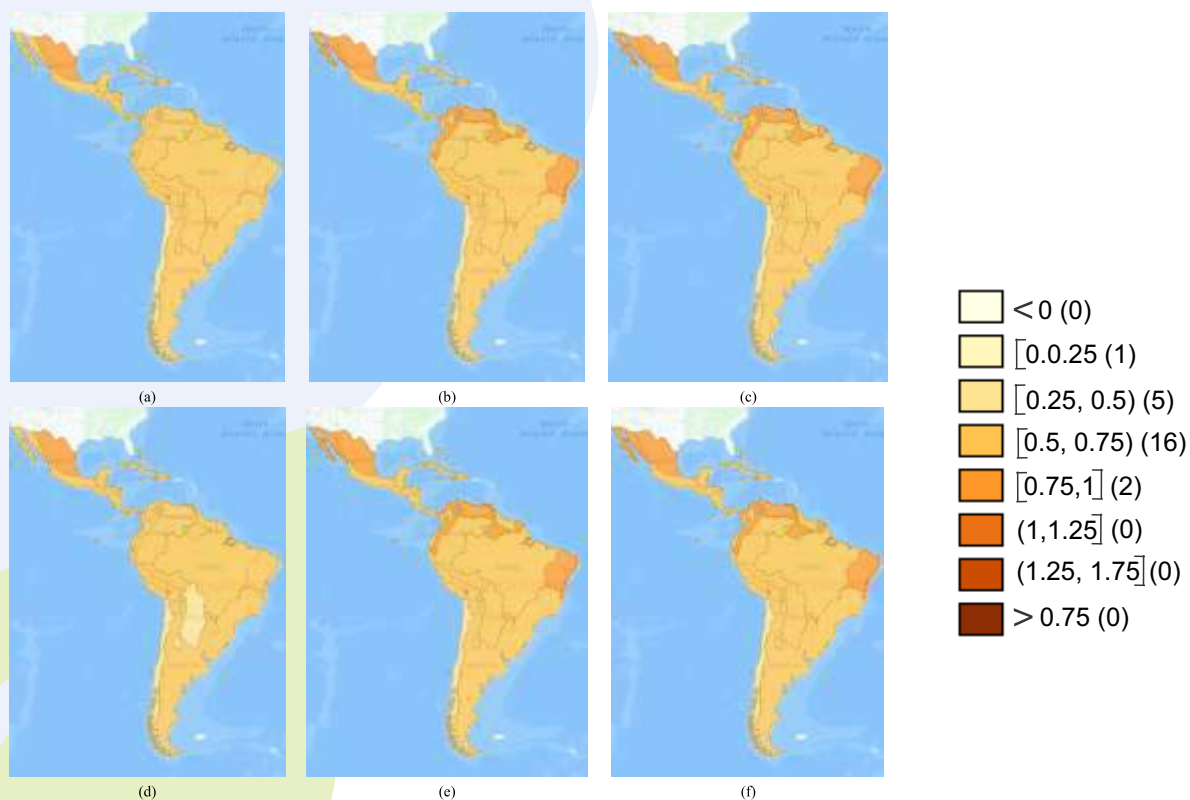 (a)
(b)
(c)
(d)
(e)
(f)
< 0 (0)
[0.0.25 (1)
[0.25, 0.5) (5)
[0.5, 0.75) (16)
[0.75,1] (2)
(1,1.25] (0)
(1.25, 1.75] (0)
> 0.75 (0)